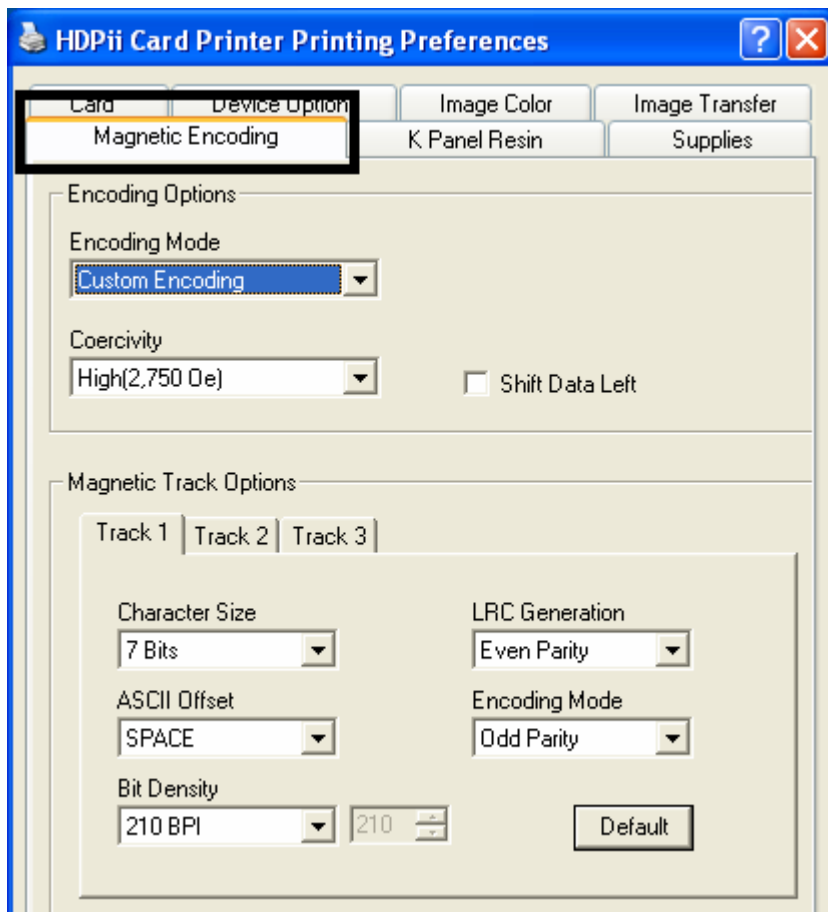 HDPii Card Printer Printing Preferences
Card Device Option Image Color Image Transfer
Magnetic Encoding K Panel Resin Supplies
Encoding Options
Encoding Mode
Custom Encoding
Coercivity
High(2,750 Oe) Shift Data Left
Magnetic Track Options
Track 1 Track 2 Track 3
Character Size LRC Generation
7 Bits Even Parity
ASCII Offset Encoding Mode
SPACE Odd Parity
Bit Density
210 BPI 210 Default